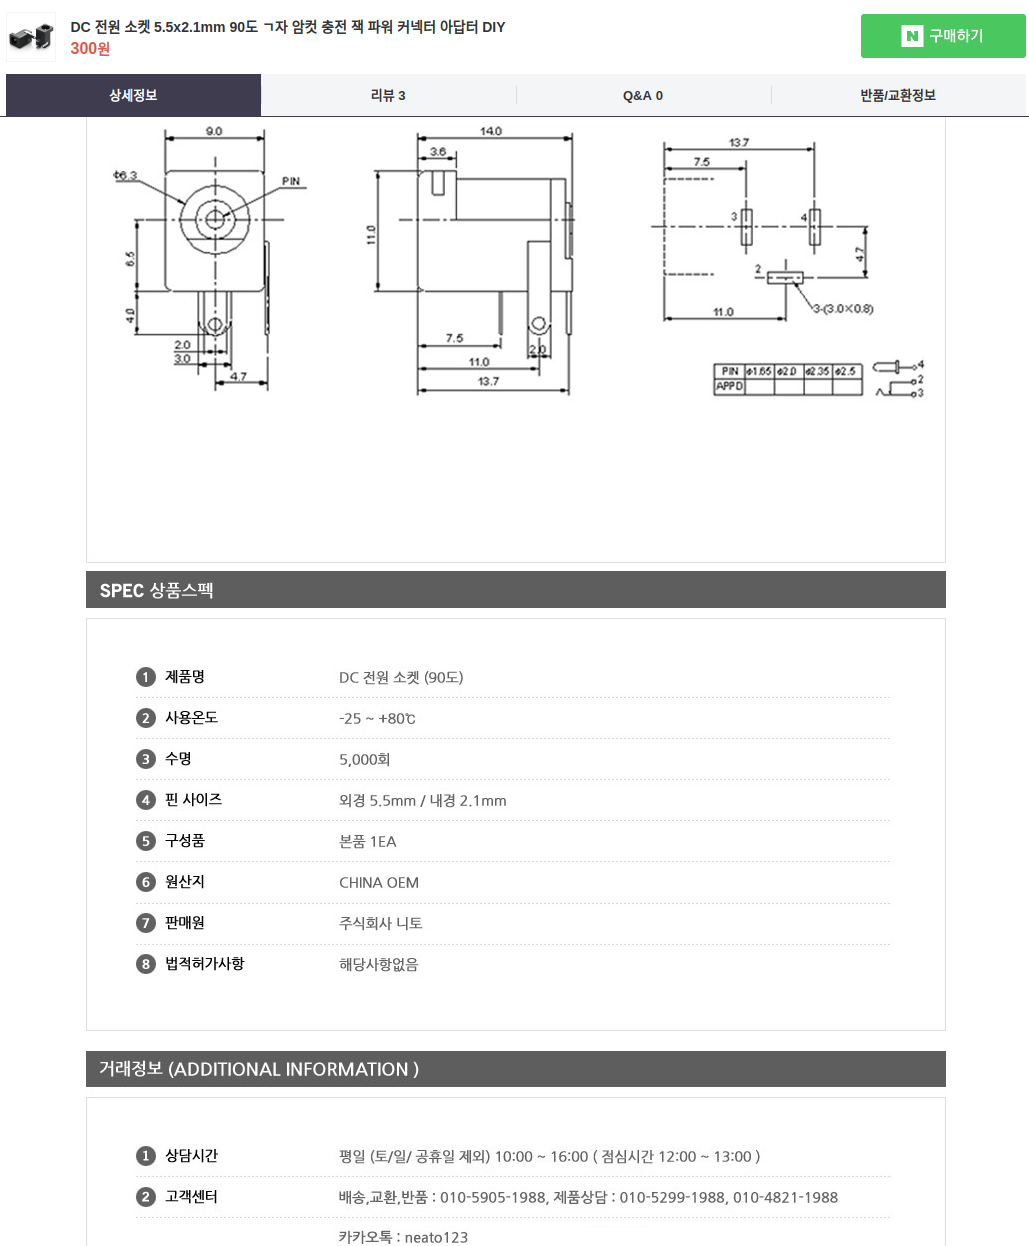 DC 전원 소켓 5.5x2.1mm 90도 ㄱ자 암컷 충전 잭 파워 커넥터 아답터 DIY
300원
N 구매하기
상세정보 리뷰 3 Q&A 0 반품/교환정보
9.0 14.0 13.7
3.6 7.5
ϕ6.3 PIN
3 4
11.0
6.5 4.7
2
4.0 11.0 3-(3.0×0.8)
7.5
2.0 2.0
3.0 11.0
4.7 13.7
PIN ϕ1.65 ϕ2.0 ϕ2.35 ϕ2.5 4
APPD 2
3
SPEC 상품스펙
1 제품명 DC 전원 소켓 (90도)
2 사용온도 -25 ~ +80℃
3 수명 5,000회
4 핀 사이즈 외경 5.5mm / 내경 2.1mm
5 구성품 본품 1EA
6 원산지 CHINA OEM
7 판매원 주식회사 니토
8 법적허가사항 해당사항없음
거래정보 (ADDITIONAL INFORMATION )
1 상담시간 평일 (토/일/ 공휴일 제외) 10:00 ~ 16:00 ( 점심시간 12:00 ~ 13:00 )
2 고객센터 배송,교환,반품 : 010-5905-1988, 제품상담 : 010-5299-1988, 010-4821-1988
카카오톡 : neato123